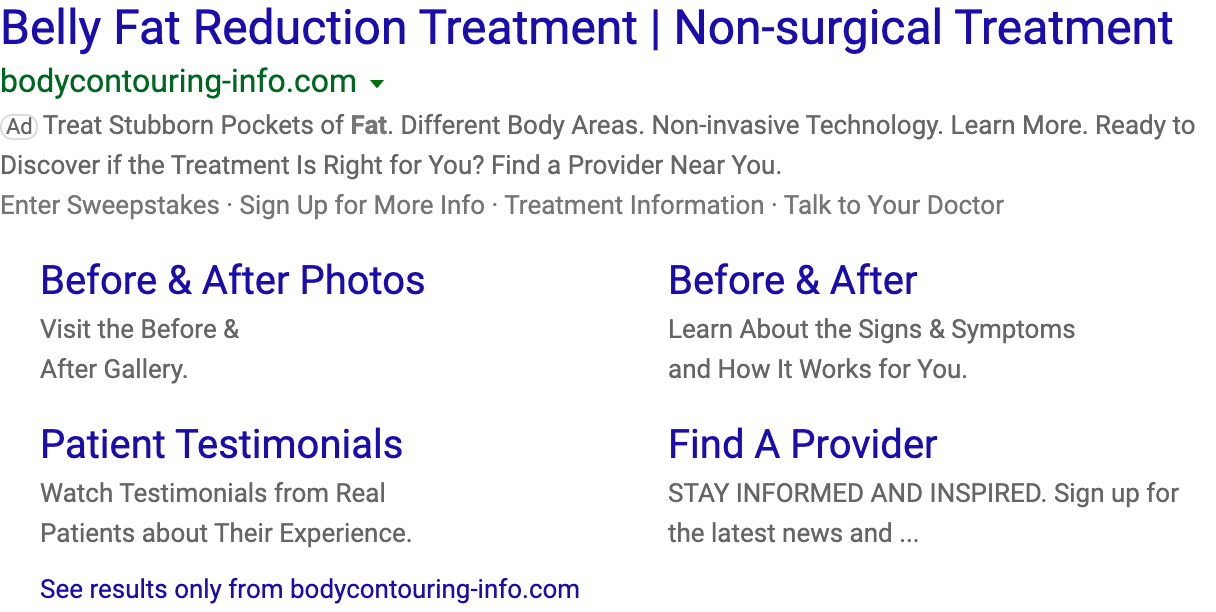 Belly Fat Reduction Treatment | Non-surgical Treatment
bodycontouring-info.com
Ad Treat Stubborn Pockets of Fat. Different Body Areas. Non-invasive Technology. Learn More. Ready to
Discover if the Treatment Is Right for You? Find a Provider Near You.
Enter Sweepstakes · Sign Up for More Info · Treatment Information · Talk to Your Doctor
Before & After Photos
Visit the Before &
After Gallery.
Before & After
Learn About the Signs & Symptoms
and How It Works for You.
Patient Testimonials
Watch Testimonials from Real
Patients about Their Experience.
Find A Provider
STAY INFORMED AND INSPIRED. Sign up for
the latest news and ...
See results only from bodycontouring-info.com